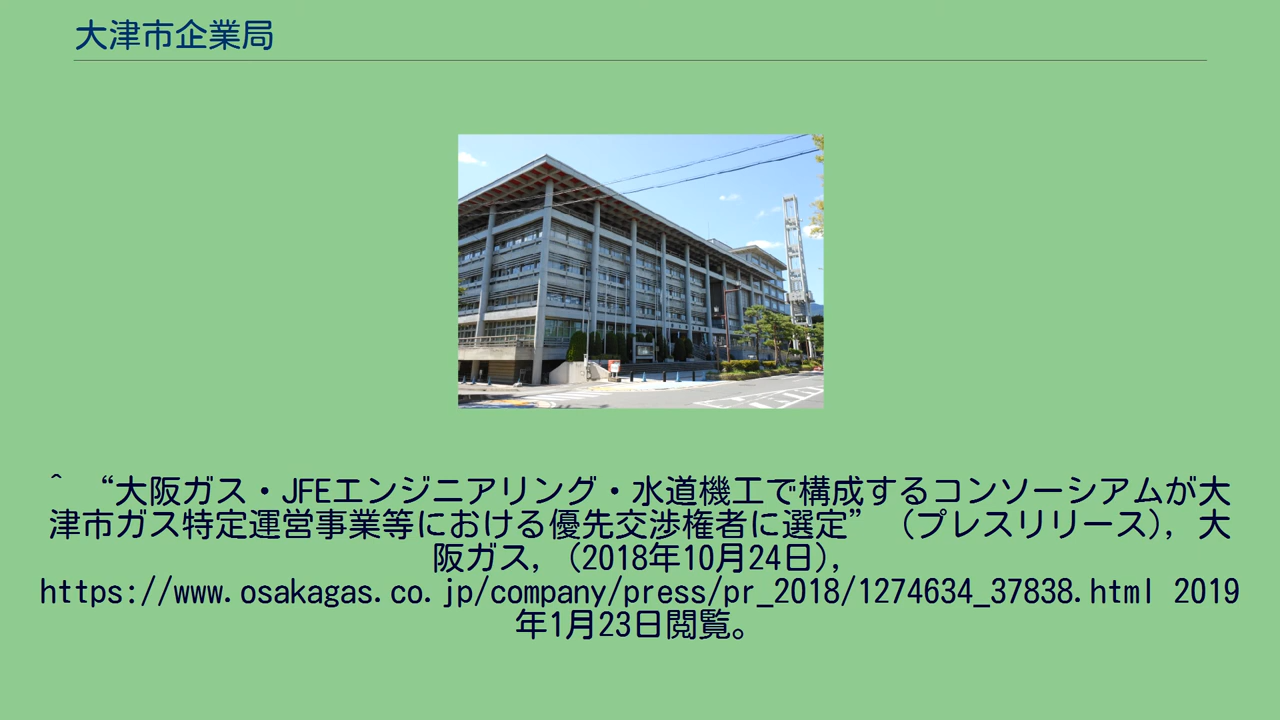 大津市企業局
^ “大阪ガス・JFEエンジニアリング・水道機工で構成するコンソーシアムが大
津市ガス特定運営事業等における優先交渉権者に選定” (プレスリリース), 大
阪ガス, (2018年10月24日),
https://www.osakagas.co.jp/company/press/pr_2018/1274634_37838.html 2019
年1月23日閲覧。